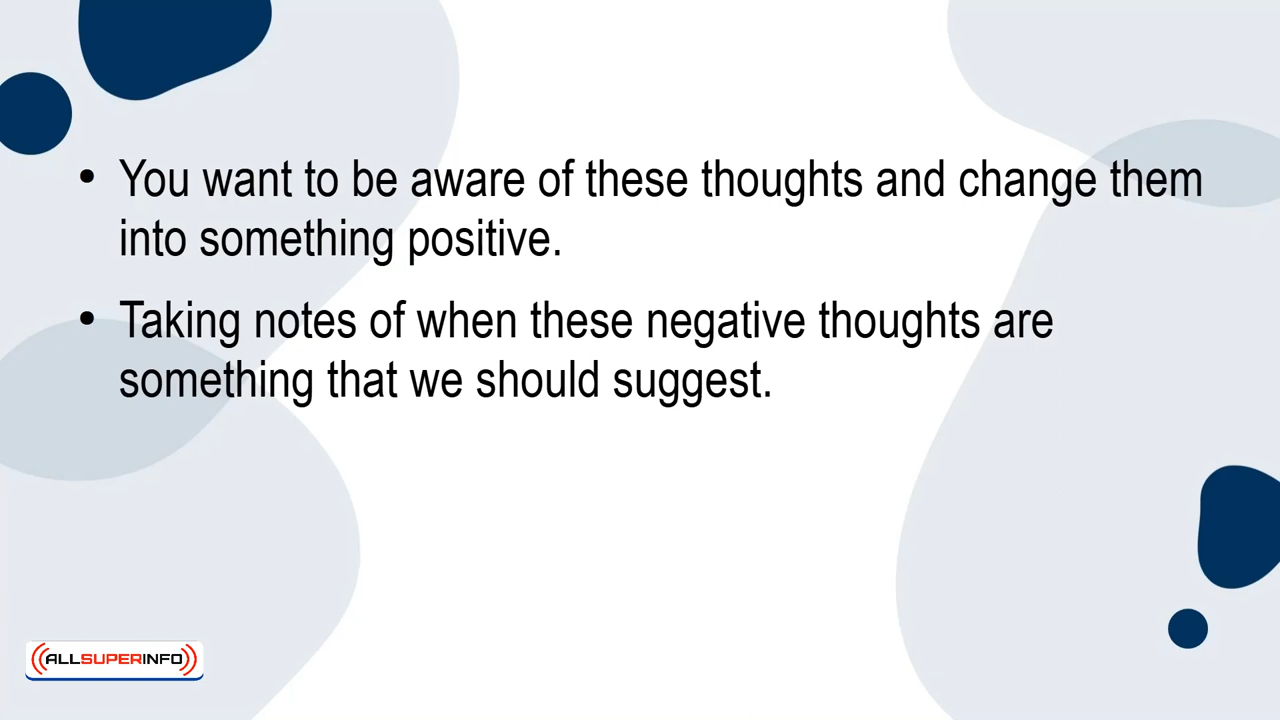 • You want to be aware of these thoughts and change them
into something positive.
• Taking notes of when these negative thoughts are
something that we should suggest.
ALLSUPERINFO